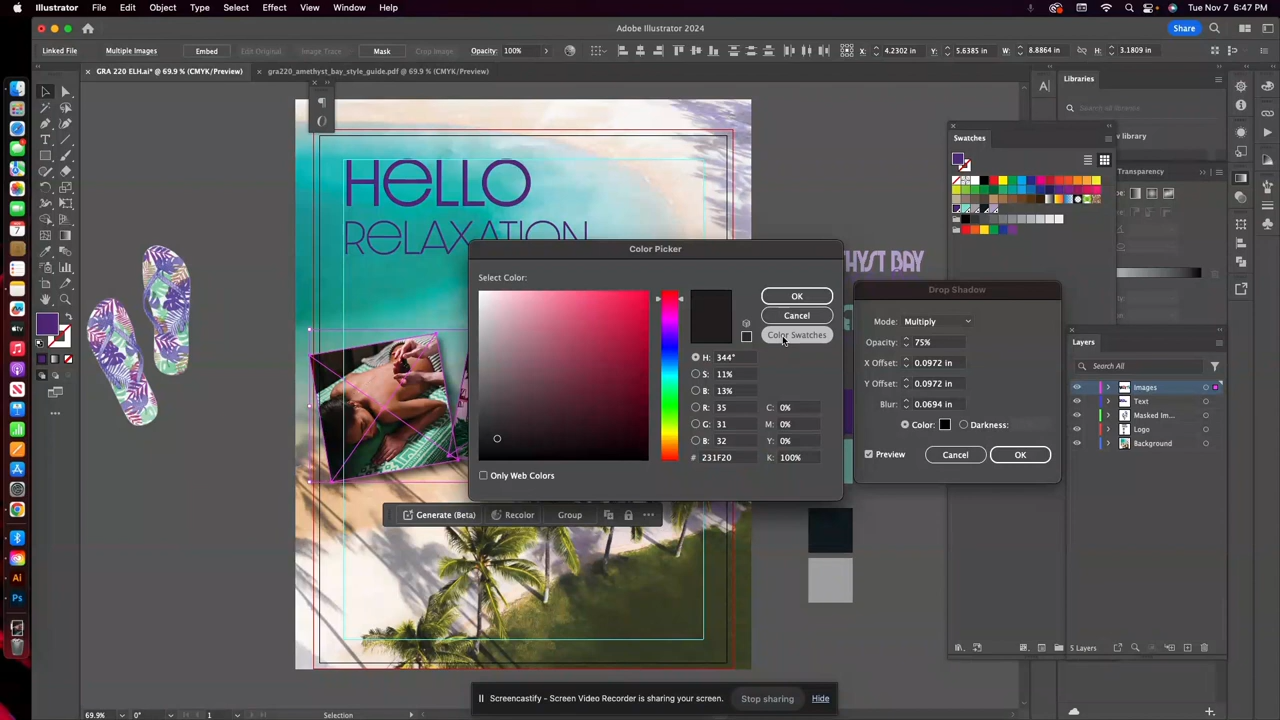 Illustrator File Edit Object Type Select Effect View Window Help Tue Nov 7 6:47 PM
Adobe Illustrator 2024
Share
Linked File Multiple Images Embed Edit Original Image Trace Mask Crop Image Opacity: 100% X: 4.2302 in Y: 5.6385 in W: 8.8864 in H: 3.1809 in
× GRA 220 ELH.ai* @ 69.9 % (CMYK/Preview) × gra220_amethyst_bay_style_guide.pdf @ 69.9 % (CMYK/Preview)
Libraries
Search All Libraries
w library
Swatches
Transparency
HELLO
RELAXATION
HYST BAY
Color Picker
Select Color:
OK
Cancel
Color Swatches
H: 344°
S: 11%
B: 13%
R: 35 C: 0%
G: 31 M: 0%
B: 32 Y: 0%
# 231F20 K: 100%
Only Web Colors
Drop Shadow
Mode: Multiply
Opacity: 75%
X Offset: 0.0972 in
Y Offset: 0.0972 in
Blur: 0.0694 in
Color: Darkness:
Preview Cancel OK
Layers
Search All
Images
Text
Masked Im...
Logo
Background
5 Layers
Generate (Beta) Recolor Group
Screencastify - Screen Video Recorder is sharing your screen. Stop sharing Hide
69.9% 0° 1 Selection